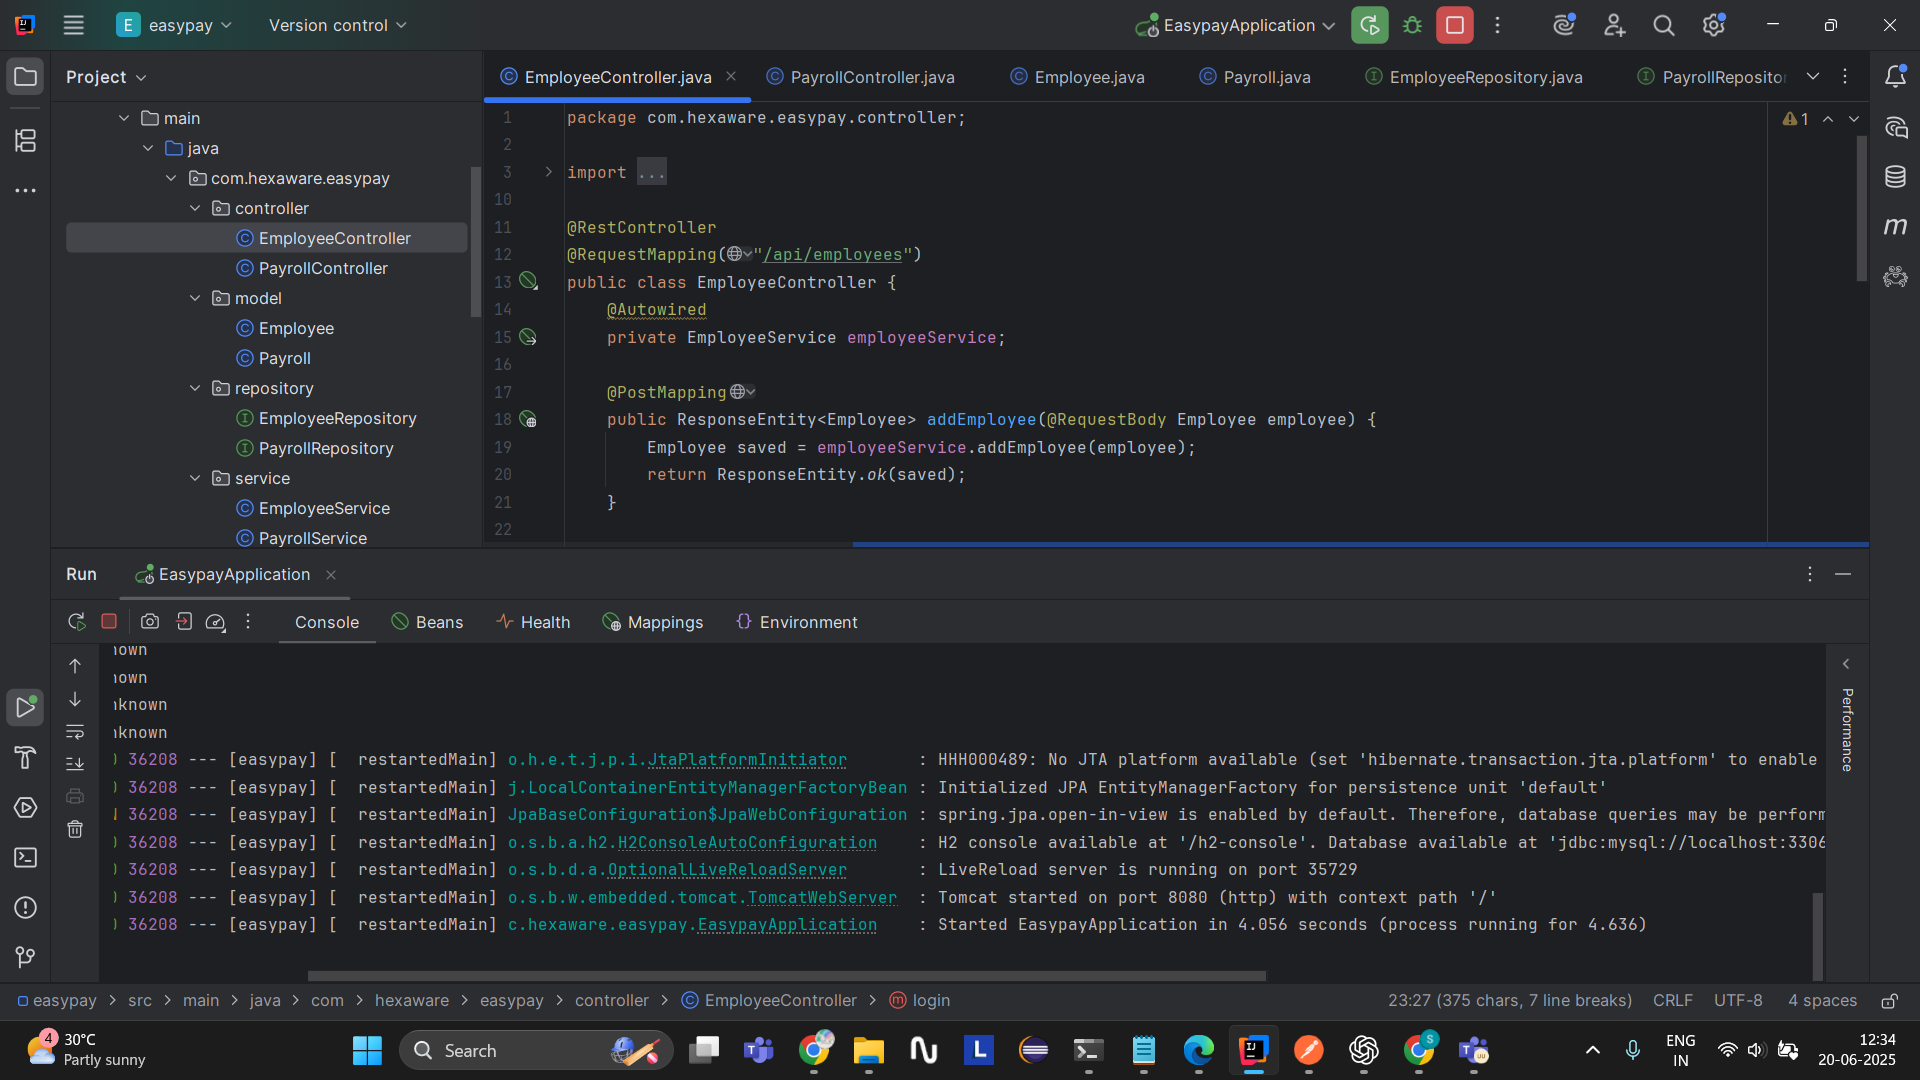 easypay
Version control
EasypayApplication
Project
EmployeeController.java
PayrollController.java
Employee.java
Payroll.java
EmployeeRepository.java
PayrollRepositor
main
java
com.hexaware.easypay
controller
EmployeeController
PayrollController
model
Employee
Payroll
repository
EmployeeRepository
PayrollRepository
service
EmployeeService
PayrollService
1 package com.hexaware.easypay.controller;
2
3 import ...
10
11 @RestController
12 @RequestMapping("/api/employees")
13 public class EmployeeController {
14 @Autowired
15 private EmployeeService employeeService;
16
17 @PostMapping
18 public ResponseEntity<Employee> addEmployee(@RequestBody Employee employee) {
19 Employee saved = employeeService.addEmployee(employee);
20 return ResponseEntity.ok(saved);
21 }
22
1
Run
EasypayApplication
Console
Beans
Health
Mappings
Environment
nown
nown
nknown
nknown
36208 --- [easypay] [  restartedMain] o.h.e.t.j.p.i.JtaPlatformInitiator : HHH000489: No JTA platform available (set 'hibernate.transaction.jta.platform' to enable
36208 --- [easypay] [  restartedMain] j.LocalContainerEntityManagerFactoryBean : Initialized JPA EntityManagerFactory for persistence unit 'default'
36208 --- [easypay] [  restartedMain] JpaBaseConfiguration$JpaWebConfiguration : spring.jpa.open-in-view is enabled by default. Therefore, database queries may be perform
36208 --- [easypay] [  restartedMain] o.s.b.a.h2.H2ConsoleAutoConfiguration : H2 console available at '/h2-console'. Database available at 'jdbc:mysql://localhost:3306
36208 --- [easypay] [  restartedMain] o.s.b.d.a.OptionalLiveReloadServer : LiveReload server is running on port 35729
36208 --- [easypay] [  restartedMain] o.s.b.w.embedded.tomcat.TomcatWebServer : Tomcat started on port 8080 (http) with context path '/'
36208 --- [easypay] [  restartedMain] c.hexaware.easypay.EasypayApplication : Started EasypayApplication in 4.056 seconds (process running for 4.636)
Performance
easypay > src > main > java > com > hexaware > easypay > controller > EmployeeController > login
23:27 (375 chars, 7 line breaks)
CRLF
UTF-8
4 spaces
4
30°C
Partly sunny
Search
ENG
IN
12:34
20-06-2025